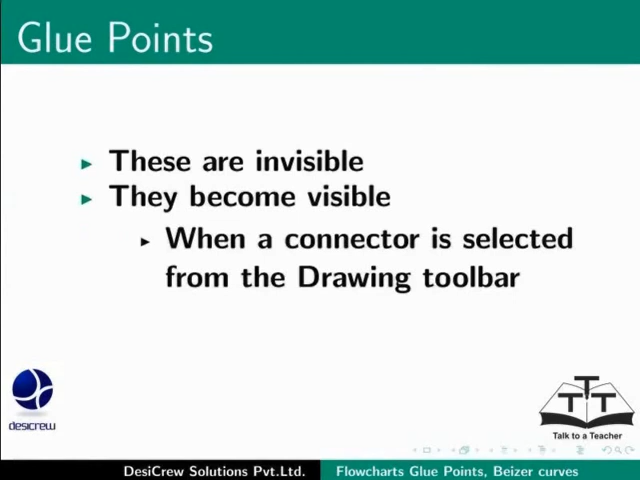 Glue Points
These are invisible
They become visible
When a connector is selected
from the Drawing toolbar
desicrew
TTT
Talk to a Teacher
DesiCrew Solutions Pvt.Ltd.
Flowcharts Glue Points, Beizer curves